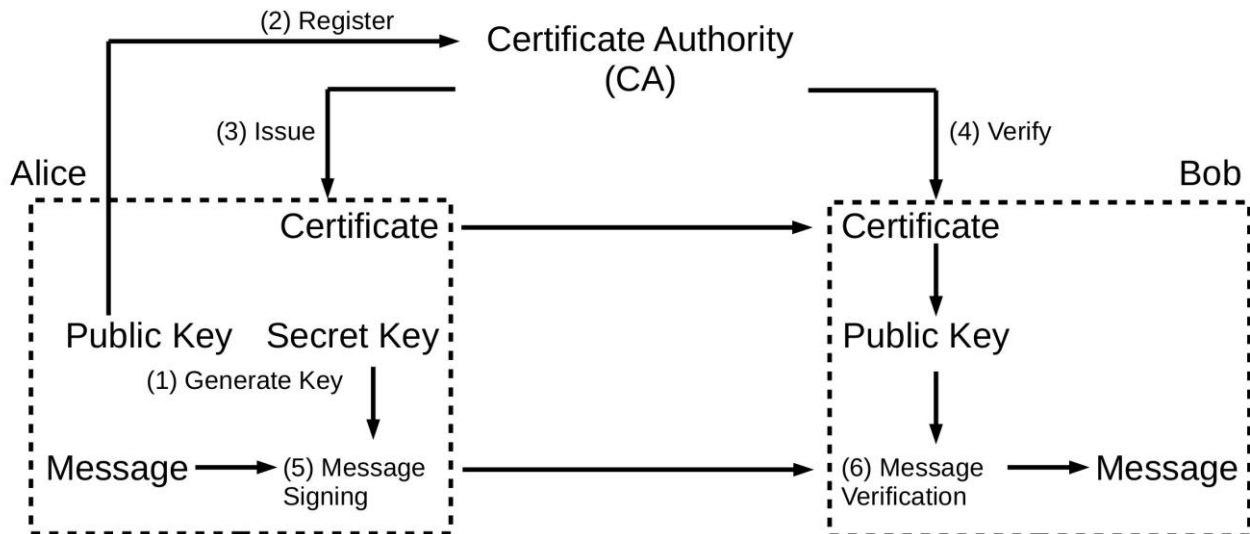 (2) Register
Certificate Authority
(CA)
(3) Issue
(4) Verify
Alice
Bob
Certificate
Certificate
Public Key
Secret Key
Public Key
(1) Generate Key
Message
(5) Message
Signing
(6) Message
Verification
Message